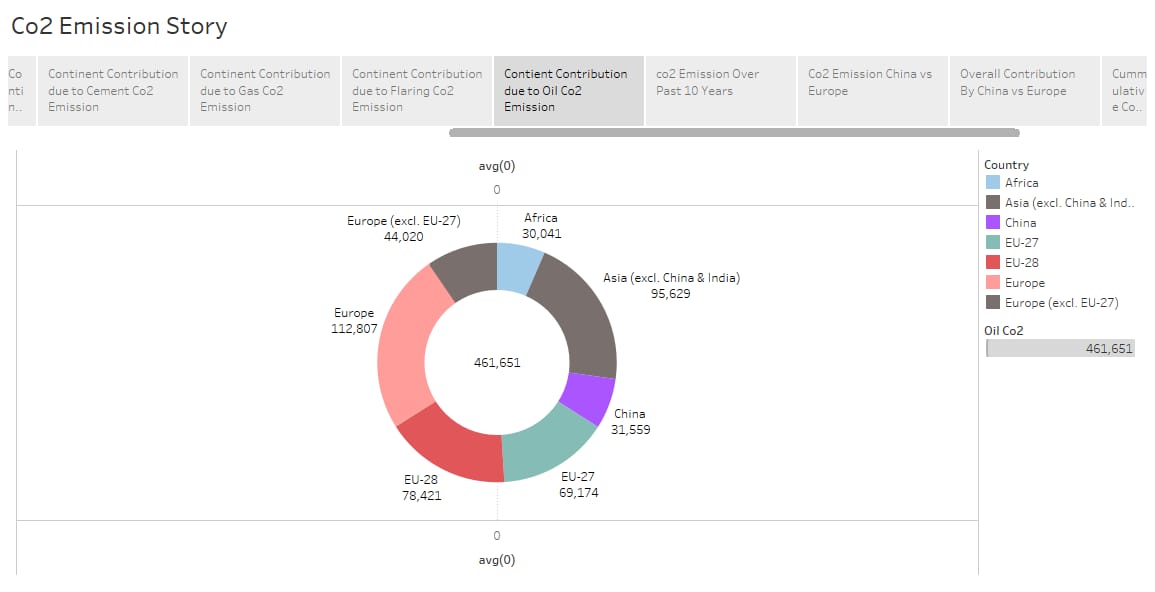 Co2 Emission Story
Co
nti
n..
Continent Contribution
due to Cement Co2
Emission
Continent Contribution
due to Gas Co2
Emission
Continent Contribution
due to Flaring Co2
Emission
Contient Contribution
due to Oil Co2
Emission
co2 Emission Over
Past 10 Years
Co2 Emission China vs
Europe
Overall Contribution
By China vs Europe
Cumm
ulativ
e Co..
avg(0)
0
Europe (excl. EU-27)
44,020
Africa
30,041
Asia (excl. China & India)
95,629
Europe
112,807
461,651
China
31,559
EU-28
78,421
EU-27
69,174
0
avg(0)
Country
Africa
Asia (excl. China & Ind..
China
EU-27
EU-28
Europe
Europe (excl. EU-27)
Oil Co2
461,651